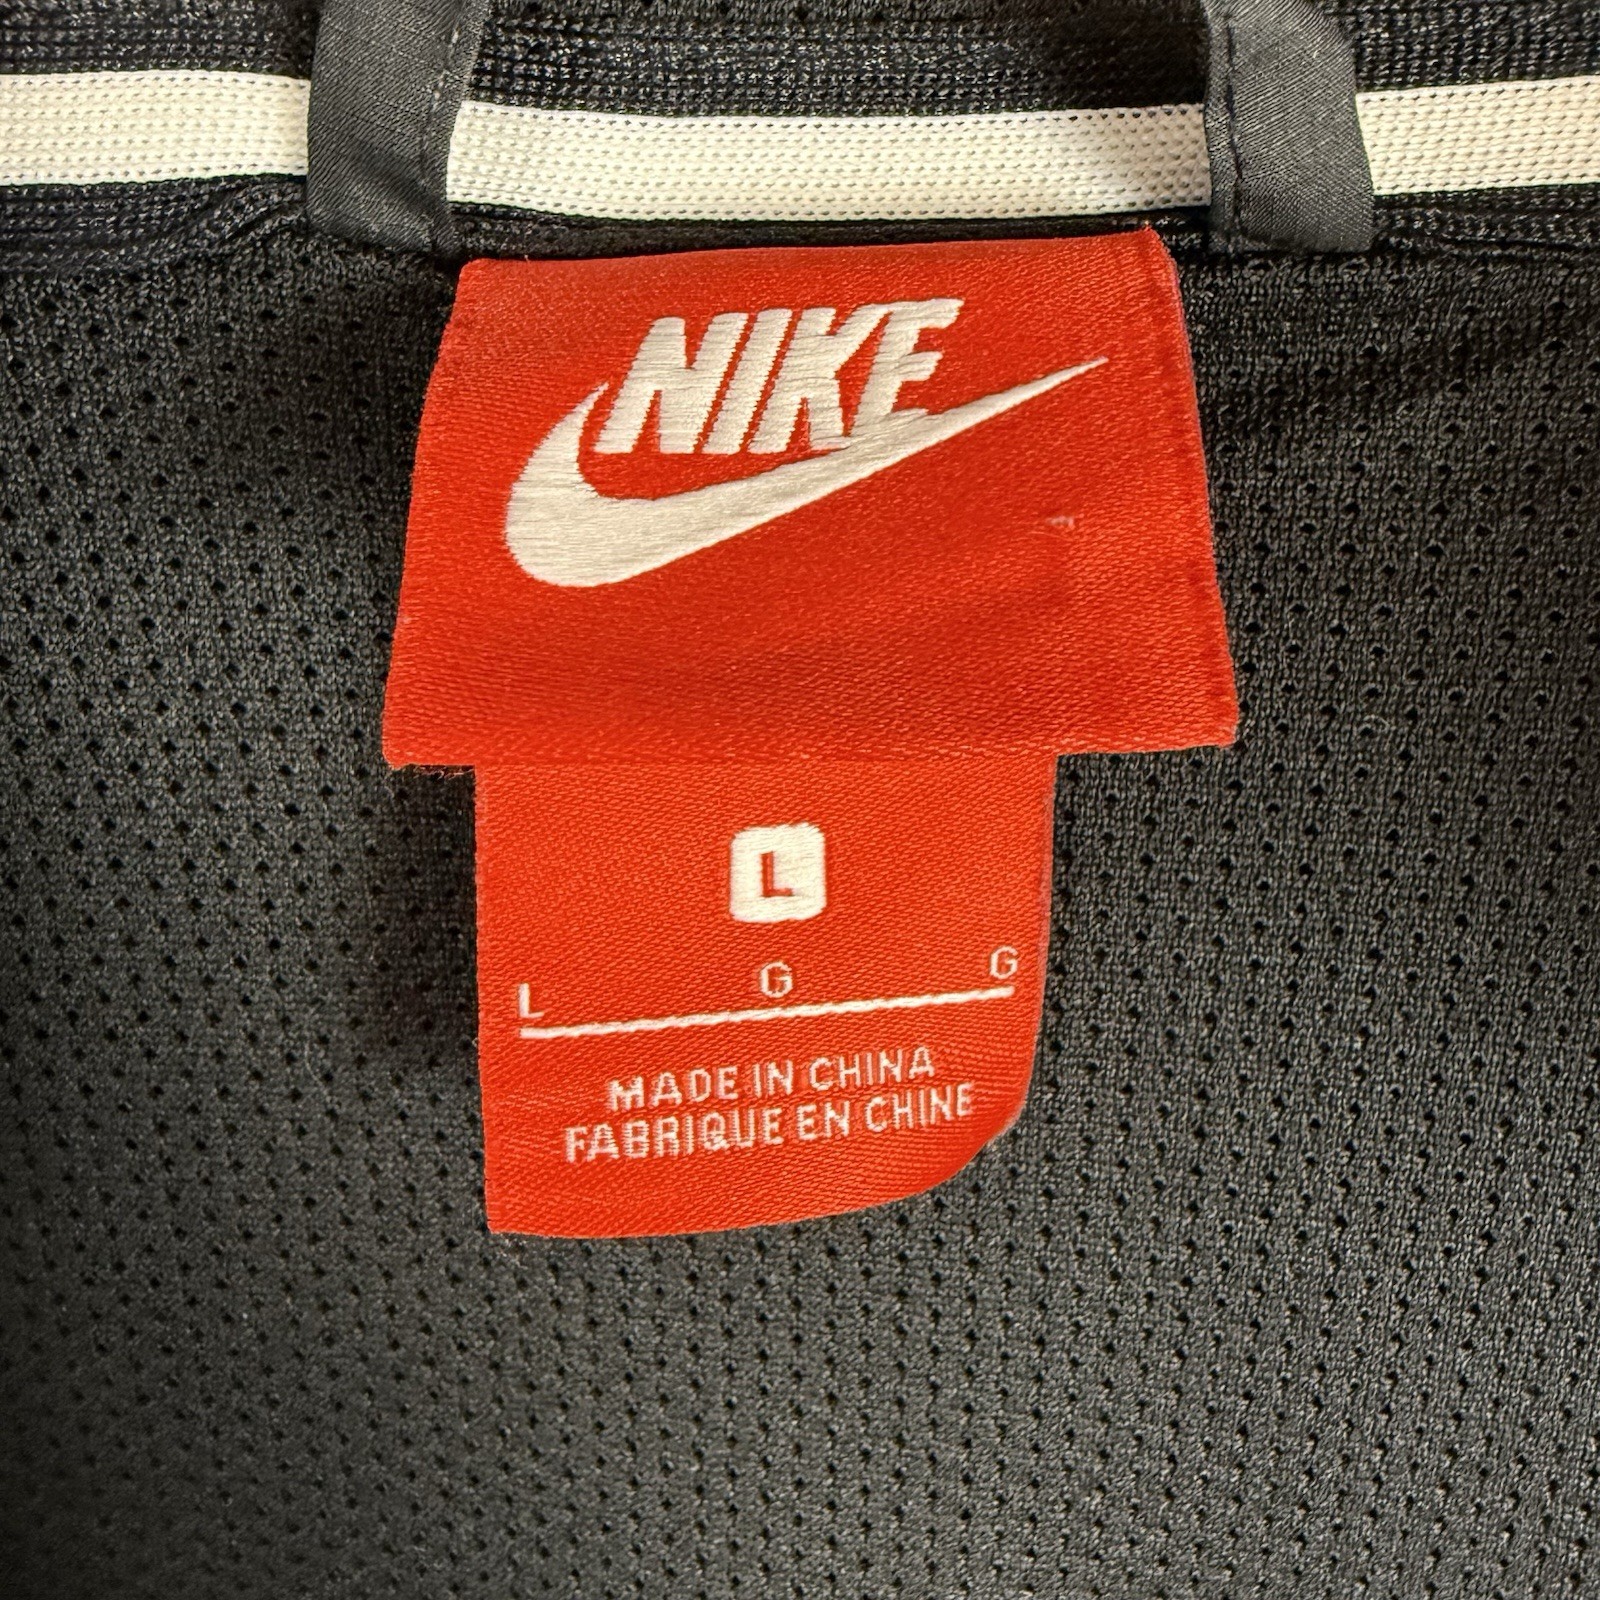 NIKE
L
L G G
MADE IN CHINA
FABRIQUE EN CHINE